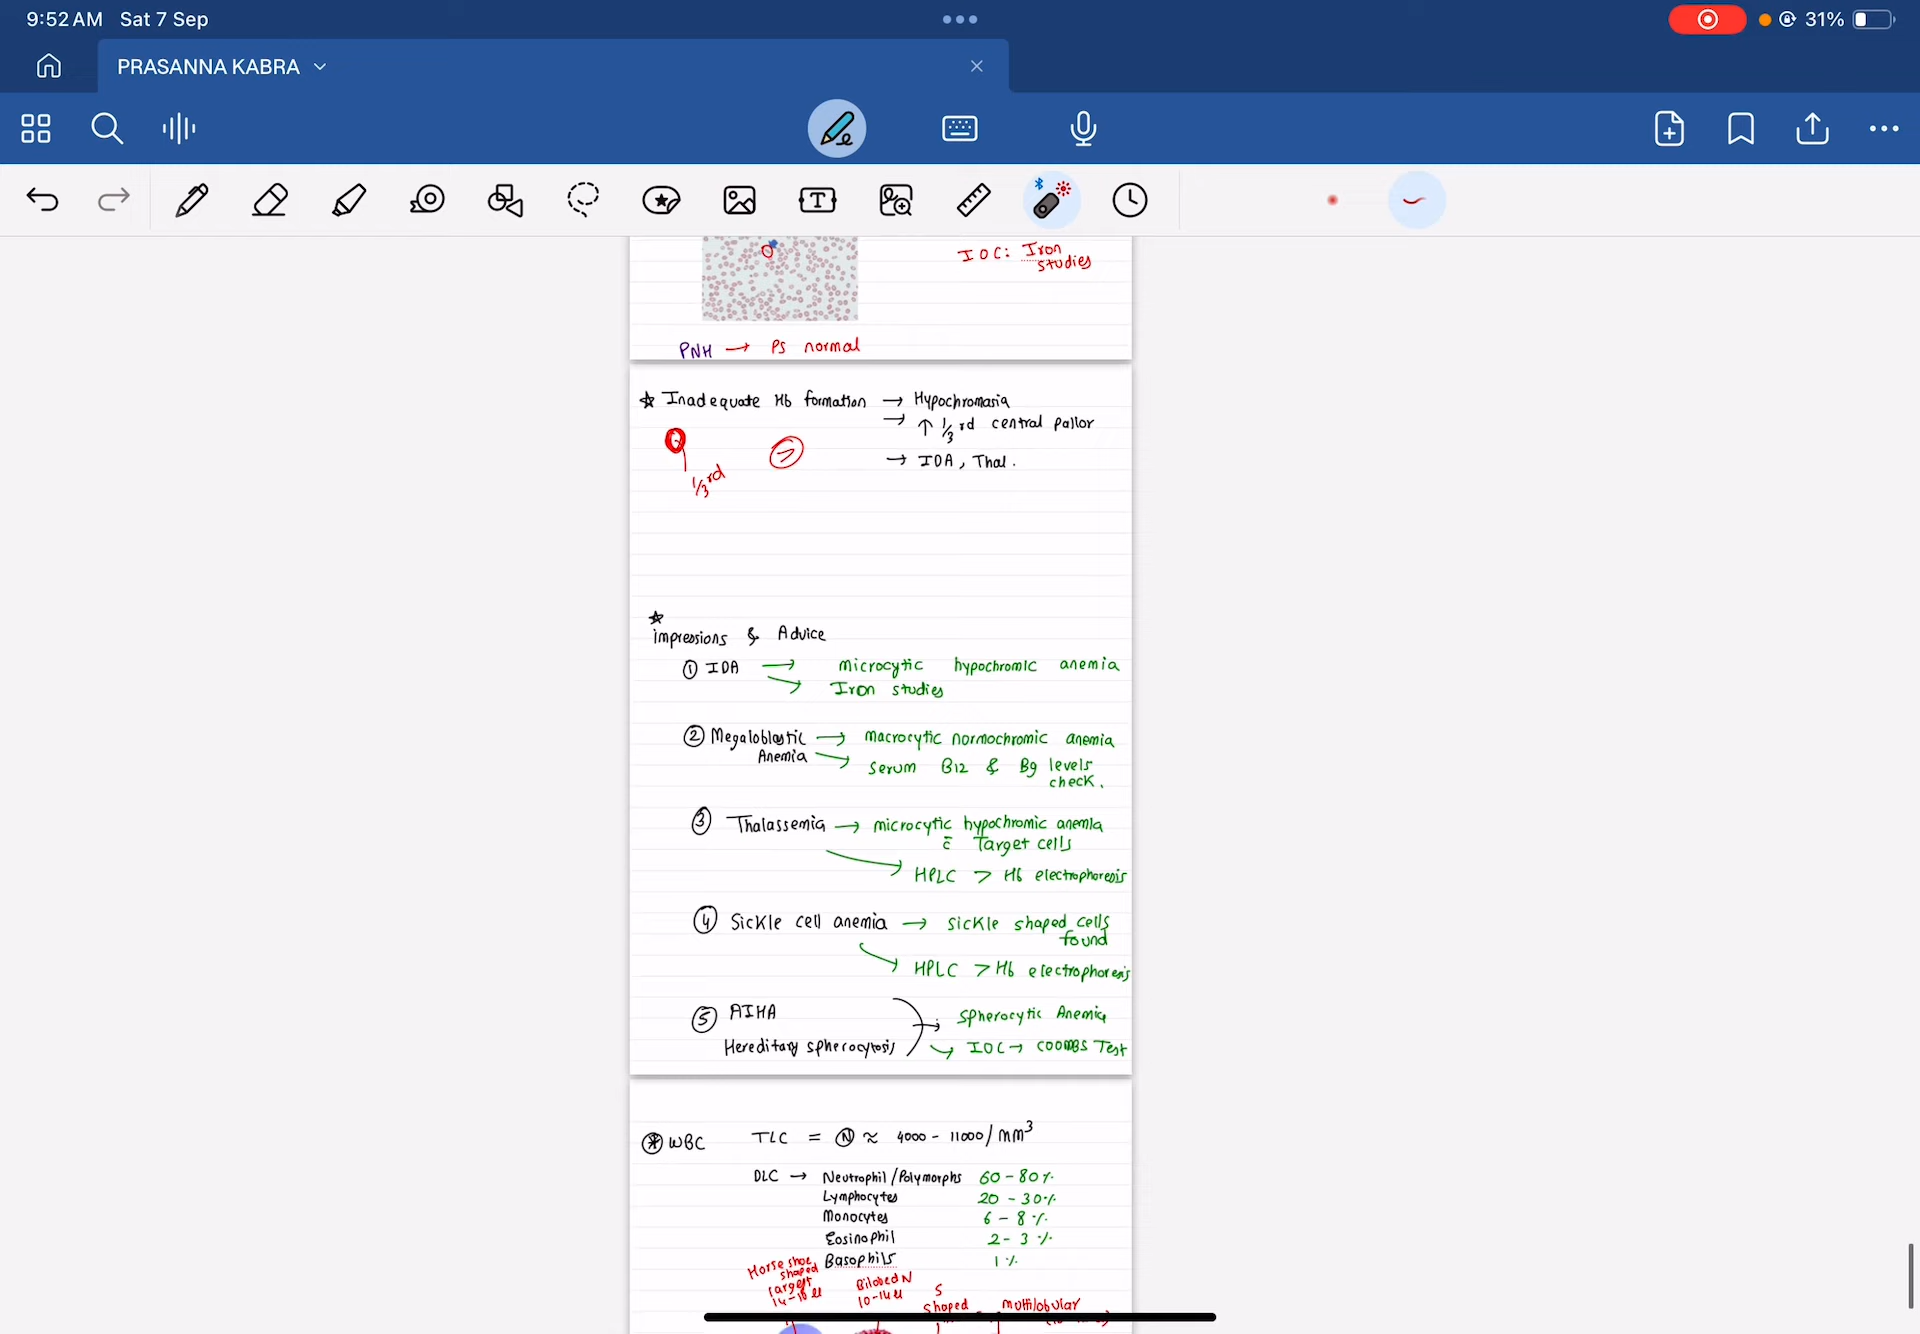 9:52 AM Sat 7 Sep
31%
PRASANNA KABRA
IOC: Iron
studies
PNH → PS normal
☆ Inadequate Hb formation → Hypochromasia
→ ↑ 1/3 rd central pallor
→ IDA, Thal.
1/3 rd
☆
impressions & Advice
① IDA → microcytic hypochromic anemia
→ Iron studies
② Megaloblastic → macrocytic normochromic anemia
Anemia → Serum B12 & B9 levels
check.
③ Thalassemia → microcytic hypochromic anemia
c̄ Target cells
→ HPLC > Hb electrophoresis
④ Sickle cell anemia → Sickle shaped cells
found
→ HPLC > Hb electrophoresis
⑤ AIHA
Hereditary spherocytosis
→ Spherocytic Anemia
→ IOC → COOMBS Test
WBC TLC = Ⓝ ≈ 4000 - 11000/mm³
DLC → Neutrophil/Polymorphs 60 - 80%
Lymphocytes 20 - 30%
Monocytes 6 - 8%
Eosinophil 2 - 3%
Basophils 1%
Horse shoe
shaped
largest
Bilobed N
S
shaped
multilobular